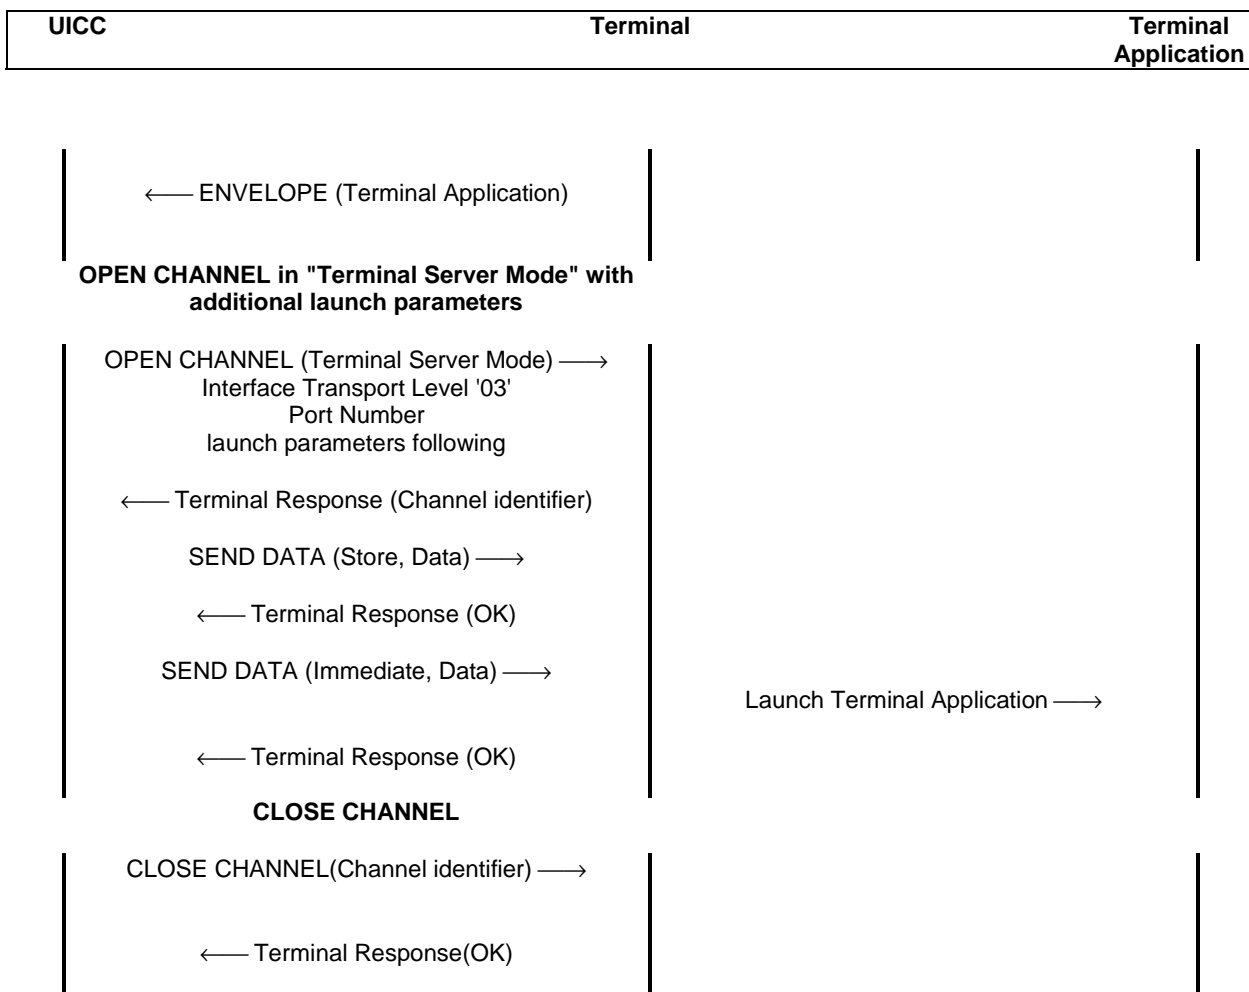 UICC Terminal Terminal
Application
←—— ENVELOPE (Terminal Application)
OPEN CHANNEL in "Terminal Server Mode" with
additional launch parameters
OPEN CHANNEL (Terminal Server Mode) ——→
Interface Transport Level '03'
Port Number
launch parameters following
←—— Terminal Response (Channel identifier)
SEND DATA (Store, Data) ——→
←—— Terminal Response (OK)
SEND DATA (Immediate, Data) ——→
Launch Terminal Application ——→
←—— Terminal Response (OK)
CLOSE CHANNEL
CLOSE CHANNEL(Channel identifier) ——→
←—— Terminal Response(OK)